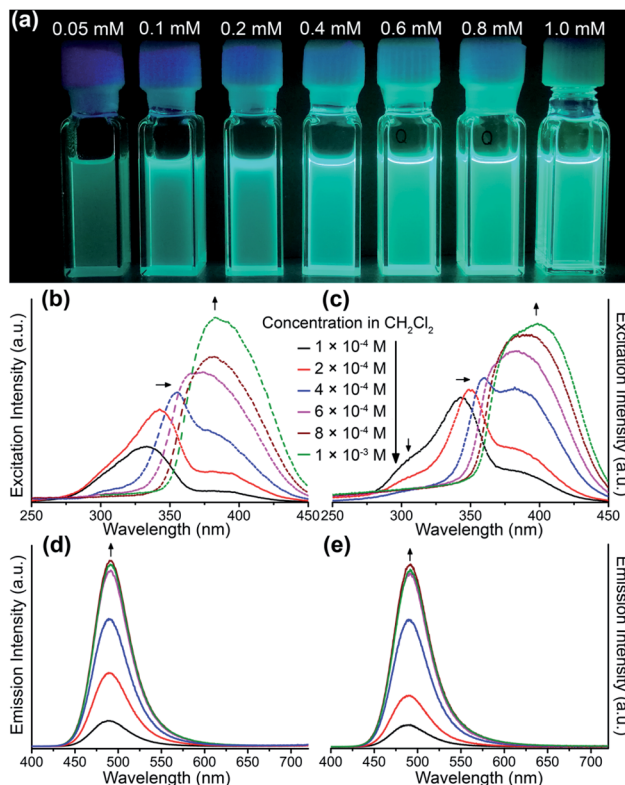 (a)
0.05 mM 0.1 mM 0.2 mM 0.4 mM 0.6 mM 0.8 mM 1.0 mM
(b)
(c)
Excitation Intensity (a.u.)
Concentration in CH₂Cl₂
1 × 10⁻⁴ M
2 × 10⁻⁴ M
4 × 10⁻⁴ M
6 × 10⁻⁴ M
8 × 10⁻⁴ M
1 × 10⁻³ M
Excitation Intensity (a.u.)
250 300 350 400 450
Wavelength (nm)
250 300 350 400 450
Wavelength (nm)
(d)
(e)
Emission Intensity (a.u.)
Emission Intensity (a.u.)
400 450 500 550 600 650 700
Wavelength (nm)
400 450 500 550 600 650 700
Wavelength (nm)